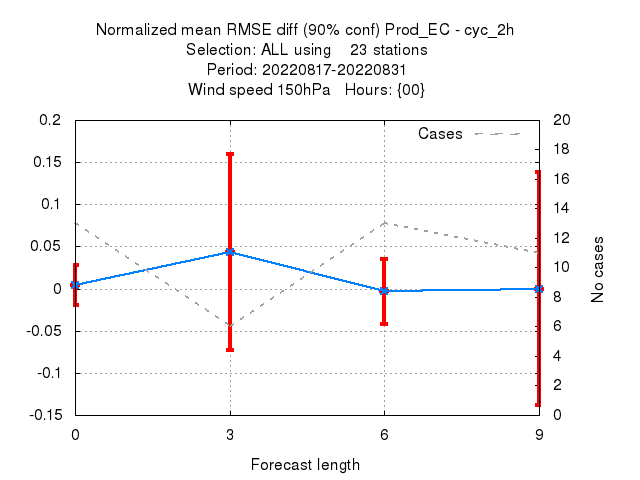 Normalized mean RMSE diff (90% conf) Prod_EC - cyc_2h
Selection: ALL using    23 stations
Period: 20220817-20220831
Wind speed 150hPa   Hours: {00}
Cases
0.2
0.15
0.1
0.05
0
-0.05
-0.1
-0.15
20
18
16
14
12
10
8
6
4
2
0
No cases
0 3 6 9
Forecast length